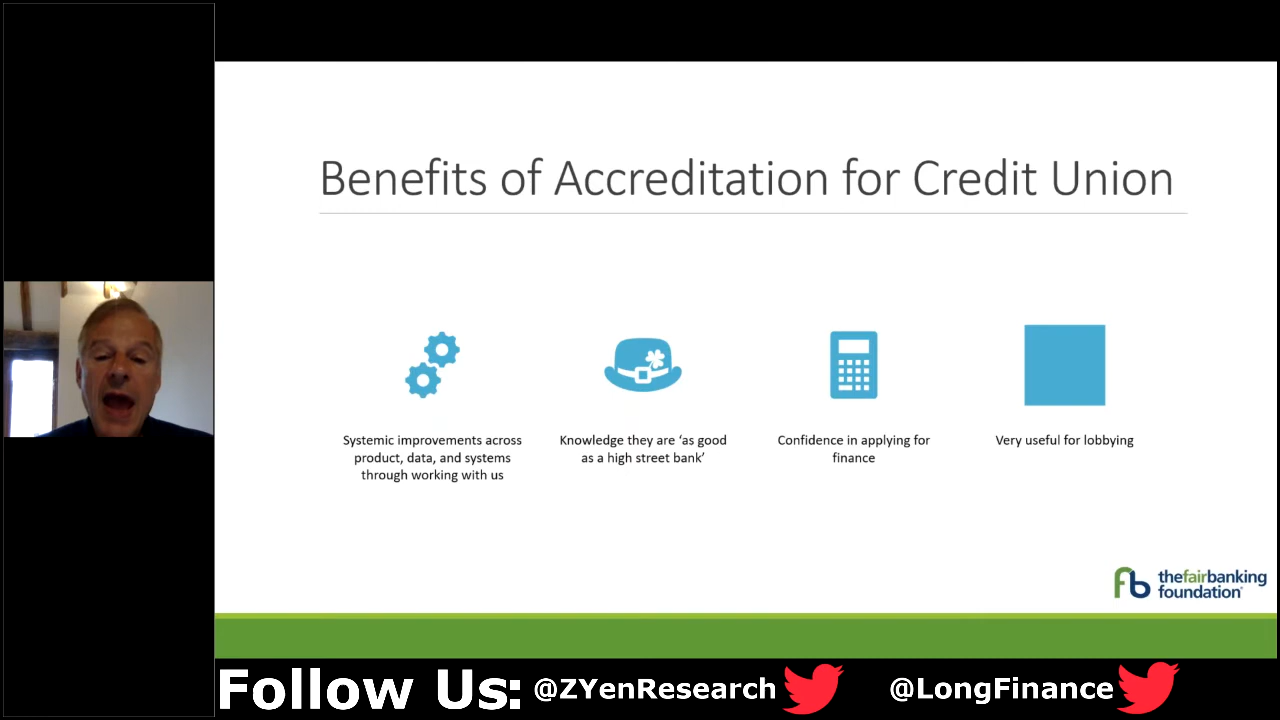 Benefits of Accreditation for Credit Union
Systemic improvements across
product, data, and systems
through working with us
Knowledge they are ‘as good
as a high street bank’
Confidence in applying for
finance
Very useful for lobbying
fb
thefairbanking
foundation
Follow Us: @ZYenResearch @LongFinance